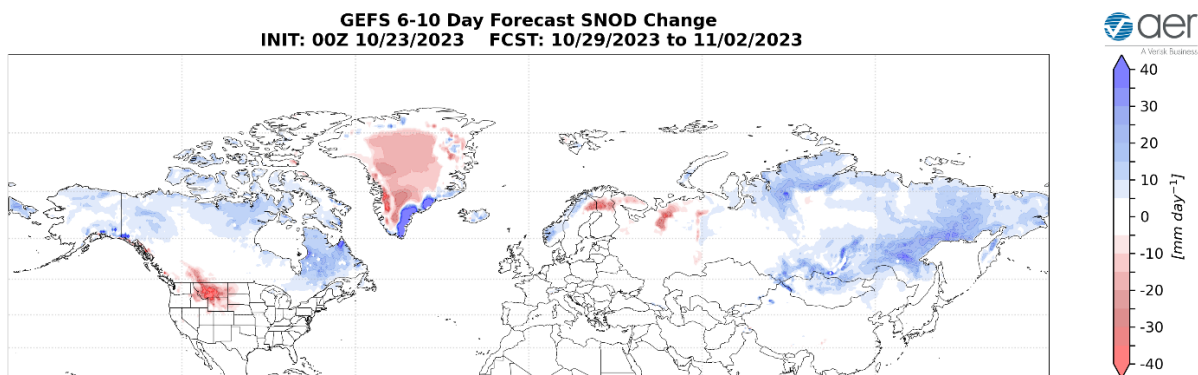 GEFS 6-10 Day Forecast SNOD Change
INIT: 00Z 10/23/2023 FCST: 10/29/2023 to 11/02/2023
aer
A Verisk Business
40
30
20
10
0
-10
-20
-30
-40
[mm day⁻¹]